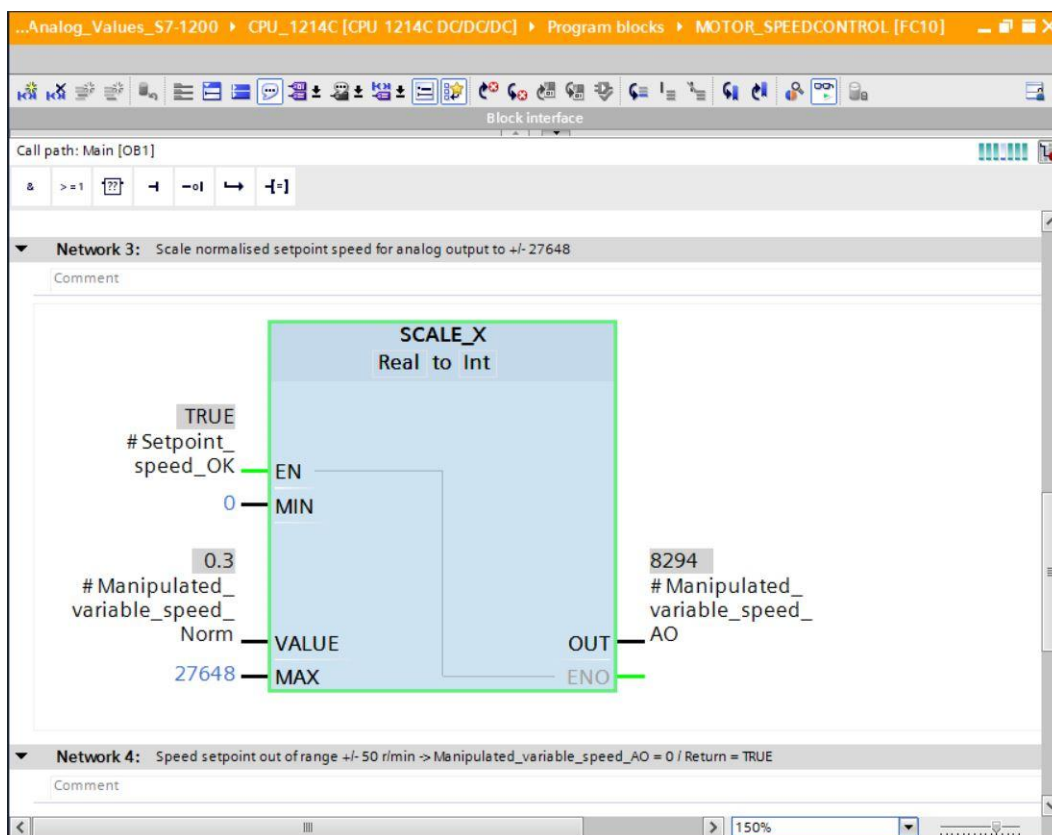 ...Analog_Values_S7-1200 ▸ CPU_1214C [CPU 1214C DC/DC/DC] ▸ Program blocks ▸ MOTOR_SPEEDCONTROL [FC10]
Block interface
Call path: Main [OB1]
& >=1 ??
Network 3: Scale normalised setpoint speed for analog output to +/- 27648
Comment
SCALE_X
Real to Int
TRUE
#Setpoint_
speed_OK
EN
0
MIN
0.3
#Manipulated_
variable_speed_
Norm
VALUE
27648
MAX
8294
#Manipulated_
variable_speed_
AO
OUT
ENO
Network 4: Speed setpoint out of range +/- 50 r/min -> Manipulated_variable_speed_AO = 0 / Return = TRUE
Comment
150%